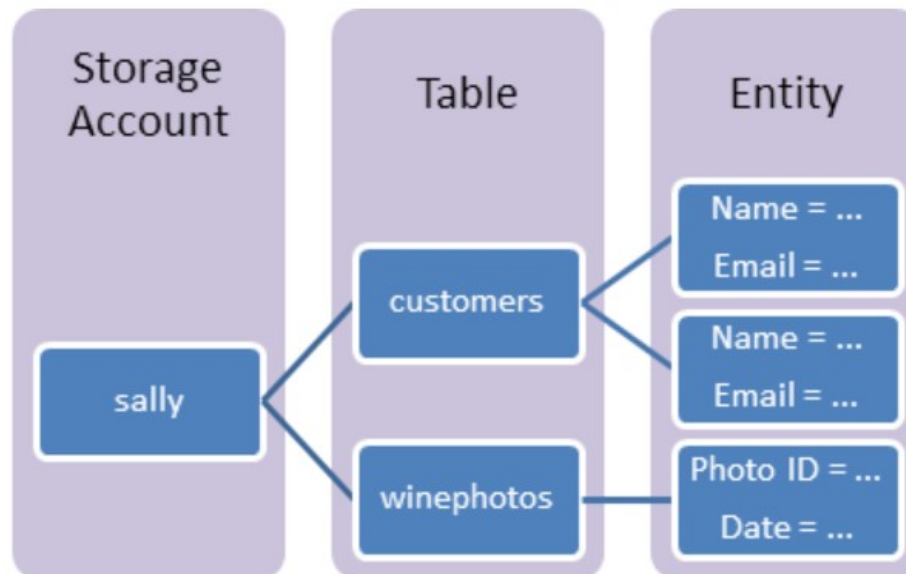 Storage
Account
Table
Entity
sally
customers
winephotos
Name = ...
Email = ...
Name = ...
Email = ...
Photo ID = ...
Date = ...